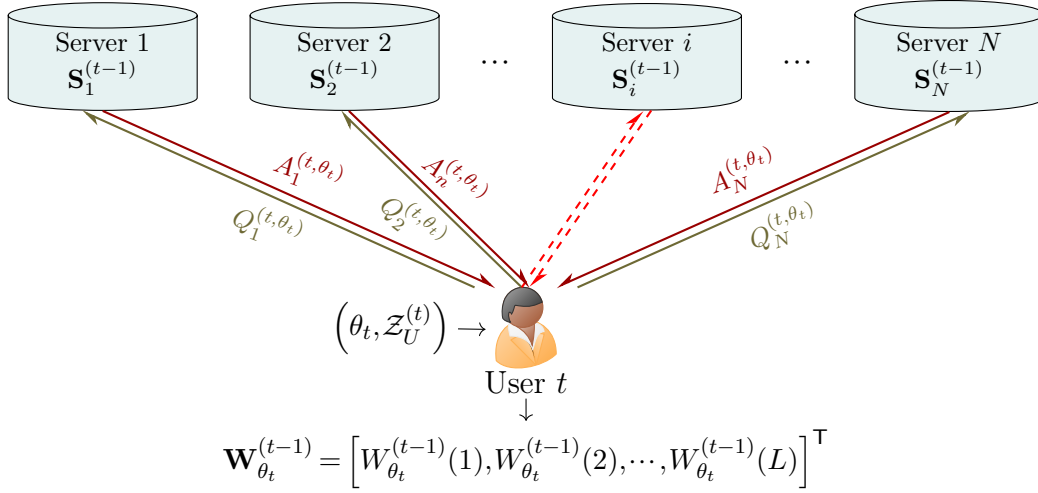 Server 1 Server 2 Server i Server N
S_1^{(t-1)} S_2^{(t-1)} ⋯ S_i^{(t-1)} ⋯ S_N^{(t-1)}
A_1^{(t,θ_t)} A_n^{(t,θ_t)} A_N^{(t,θ_t)}
Q_1^{(t,θ_t)} Q_2^{(t,θ_t)} Q_N^{(t,θ_t)}
(θ_t, Z_U^{(t)}) →
User t
↓
W_{θ_t}^{(t-1)} = [W_{θ_t}^{(t-1)}(1), W_{θ_t}^{(t-1)}(2), ⋯, W_{θ_t}^{(t-1)}(L)]^T